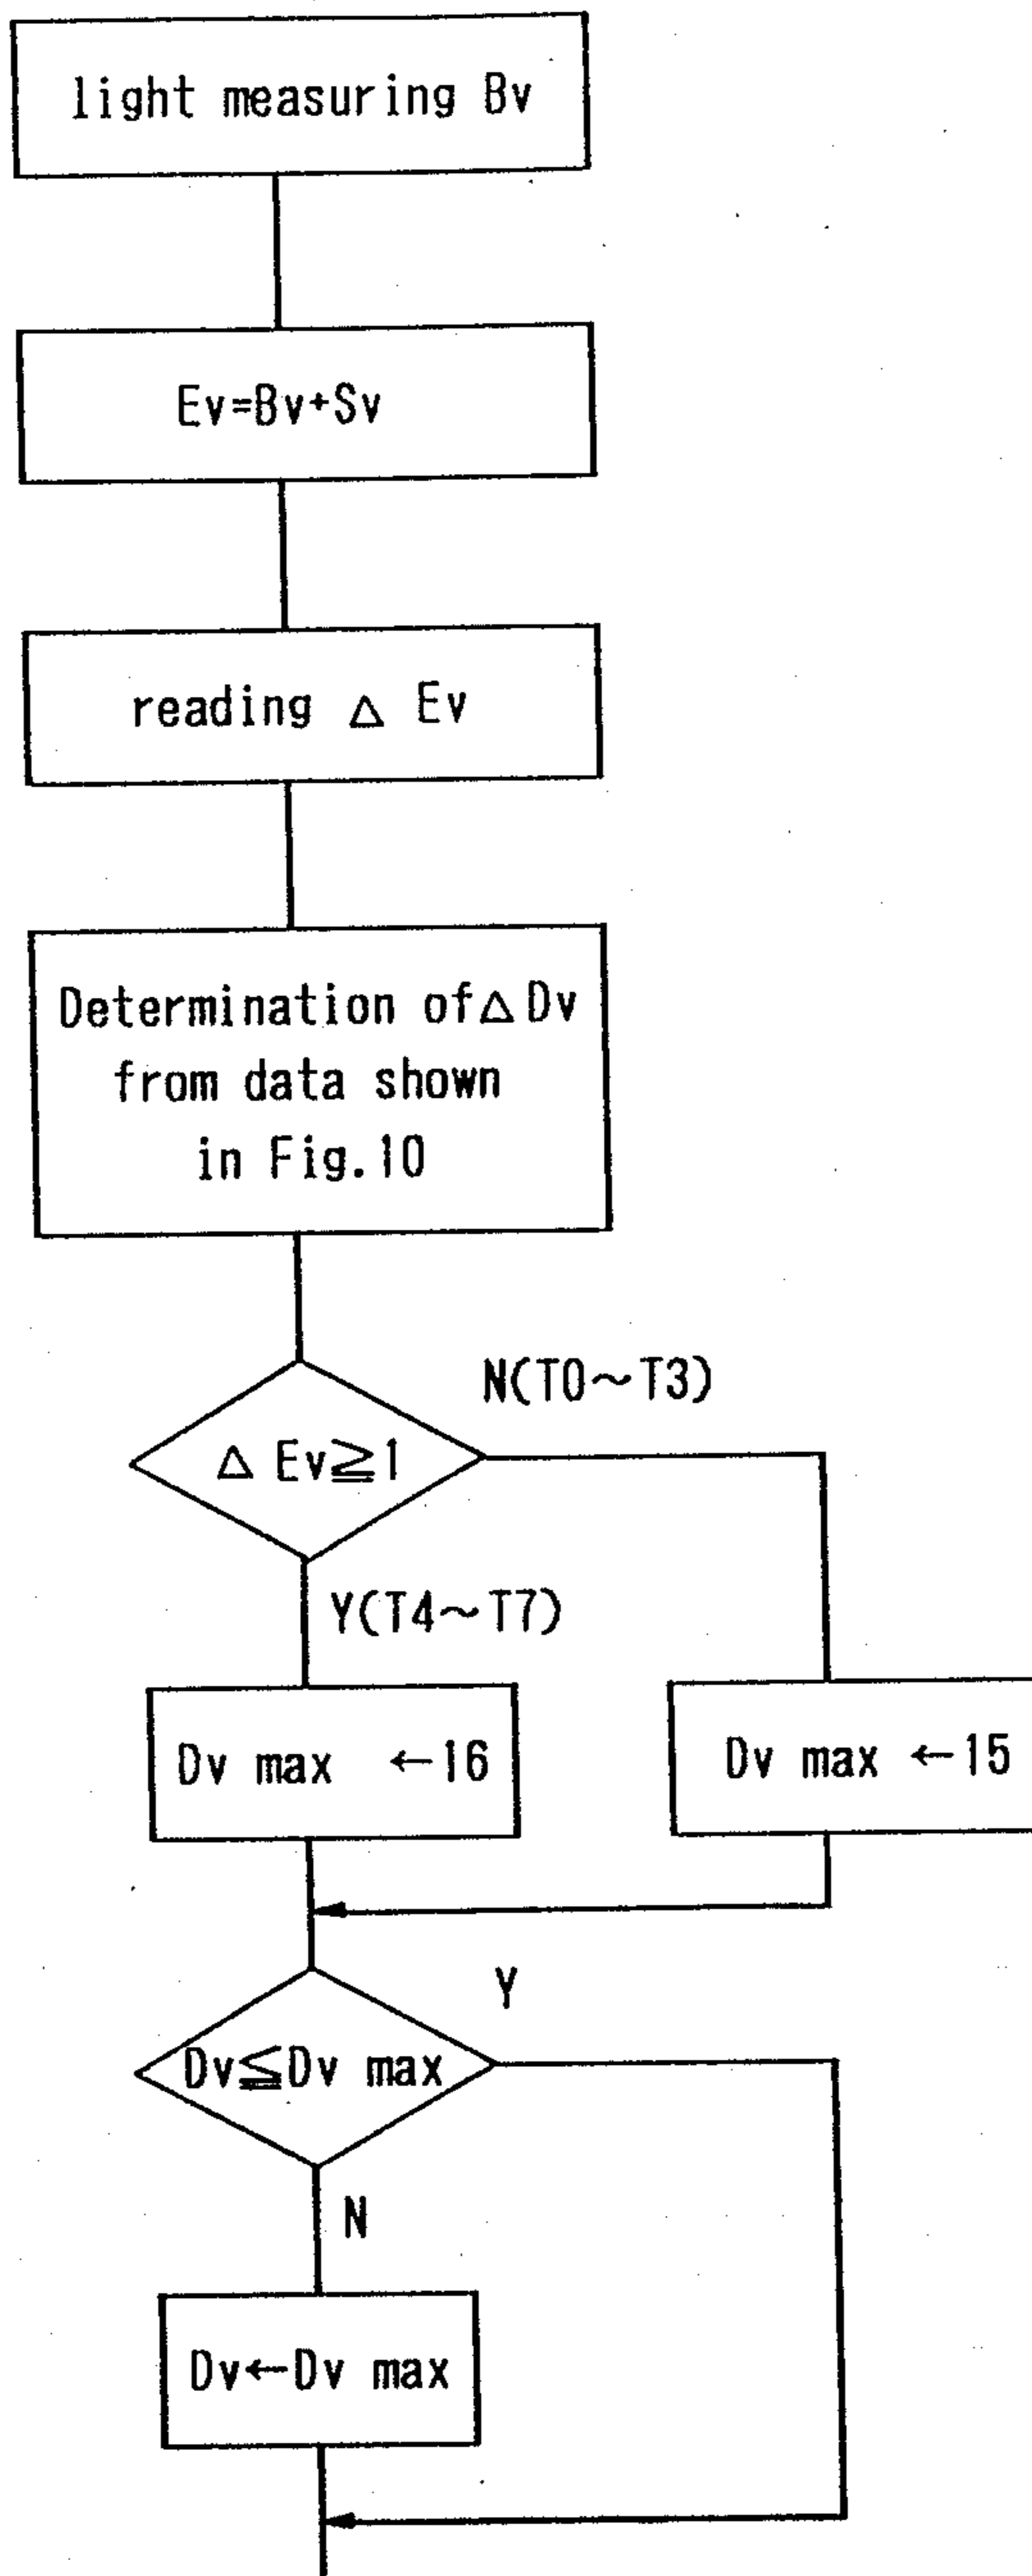 light measuring Bv
Ev=Bv+Sv
reading △ Ev
Determination of△Dv
from data shown
in Fig.10
N(T0～T3)
△ Ev≧1
Y(T4～T7)
Dv max ←16
Dv max ←15
Y
Dv≦Dv max
N
Dv←Dv max